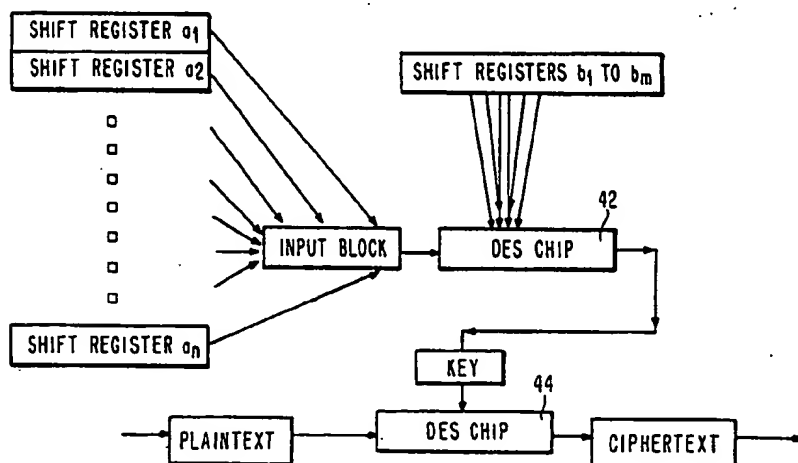 SHIFT REGISTER a1
SHIFT REGISTER a2
SHIFT REGISTERS b1 TO bm
42
INPUT BLOCK
DES CHIP
SHIFT REGISTER an
KEY
44
PLAINTEXT
DES CHIP
CIPHERTEXT